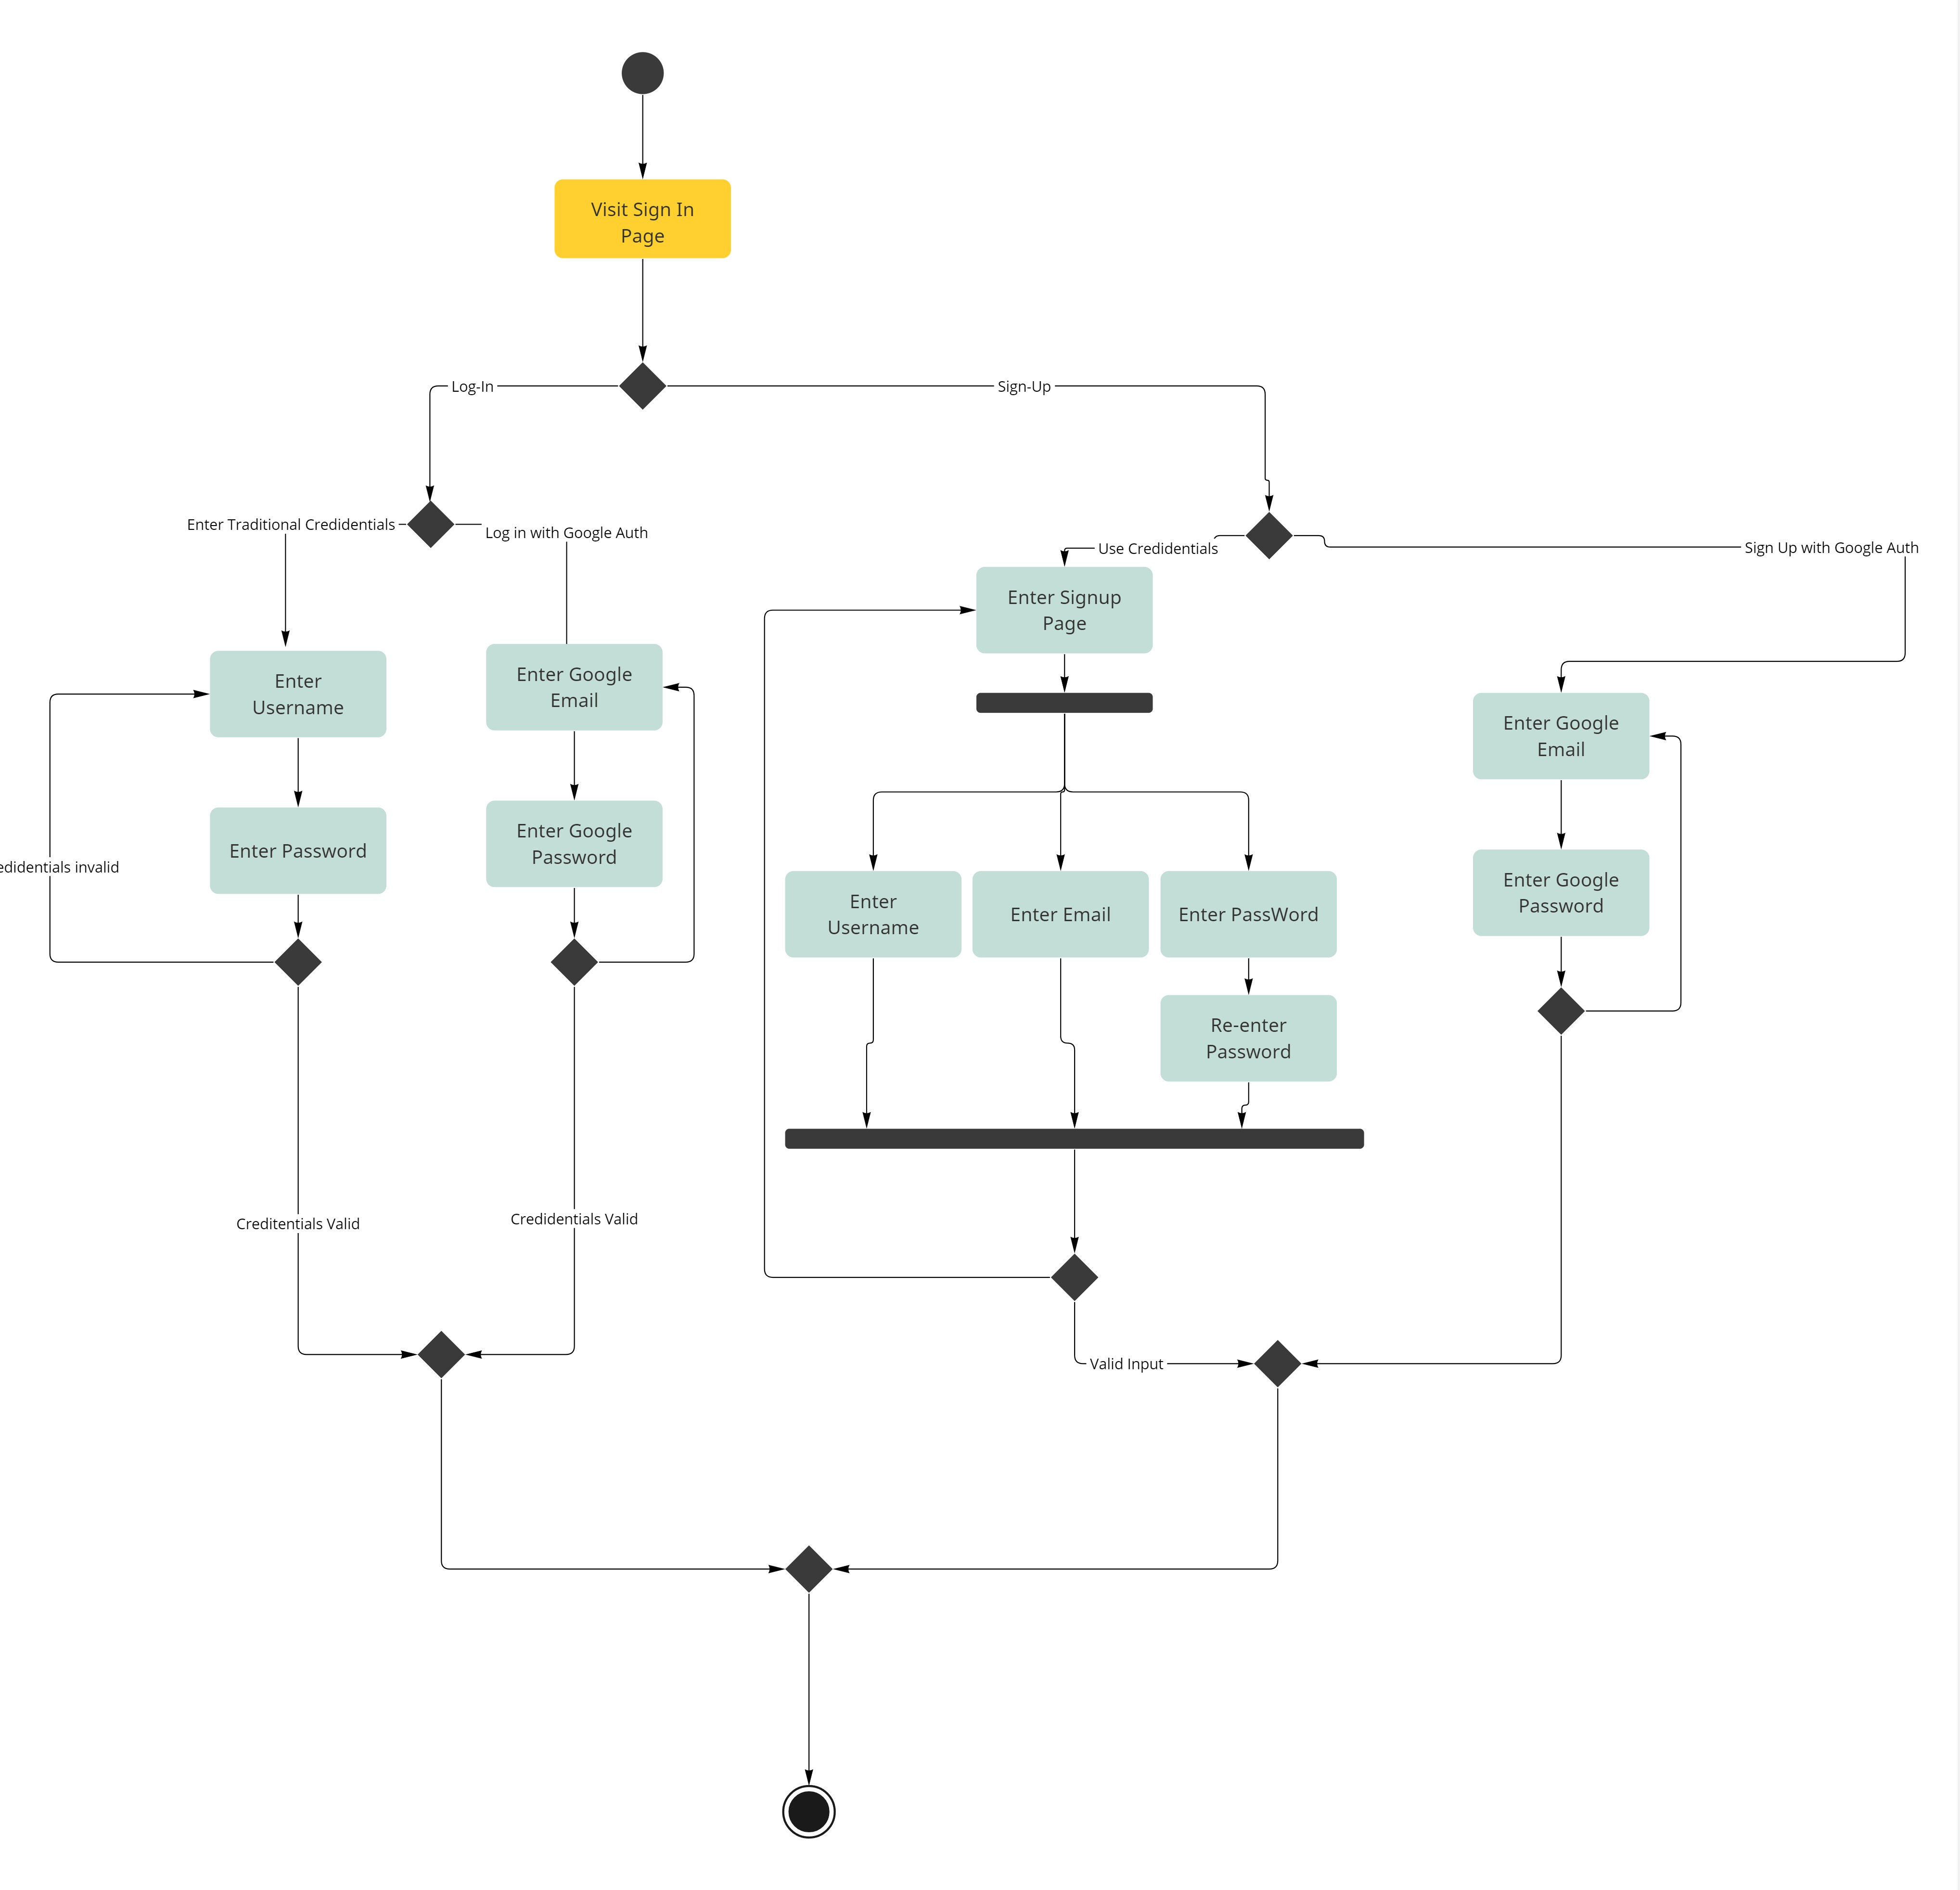 Visit Sign In
Page
Log-In
Sign-Up
Enter Traditional Credidentials
Log in with Google Auth
Use Credidentials
Sign Up with Google Auth
Enter Signup
Page
Enter
Username
Enter Google
Email
Enter Google
Email
Enter Password
Enter Google
Password
edidentials invalid
Enter
Username
Enter Email
Enter PassWord
Enter Google
Password
Re-enter
Password
Creditentials Valid
Credidentials Valid
Valid Input